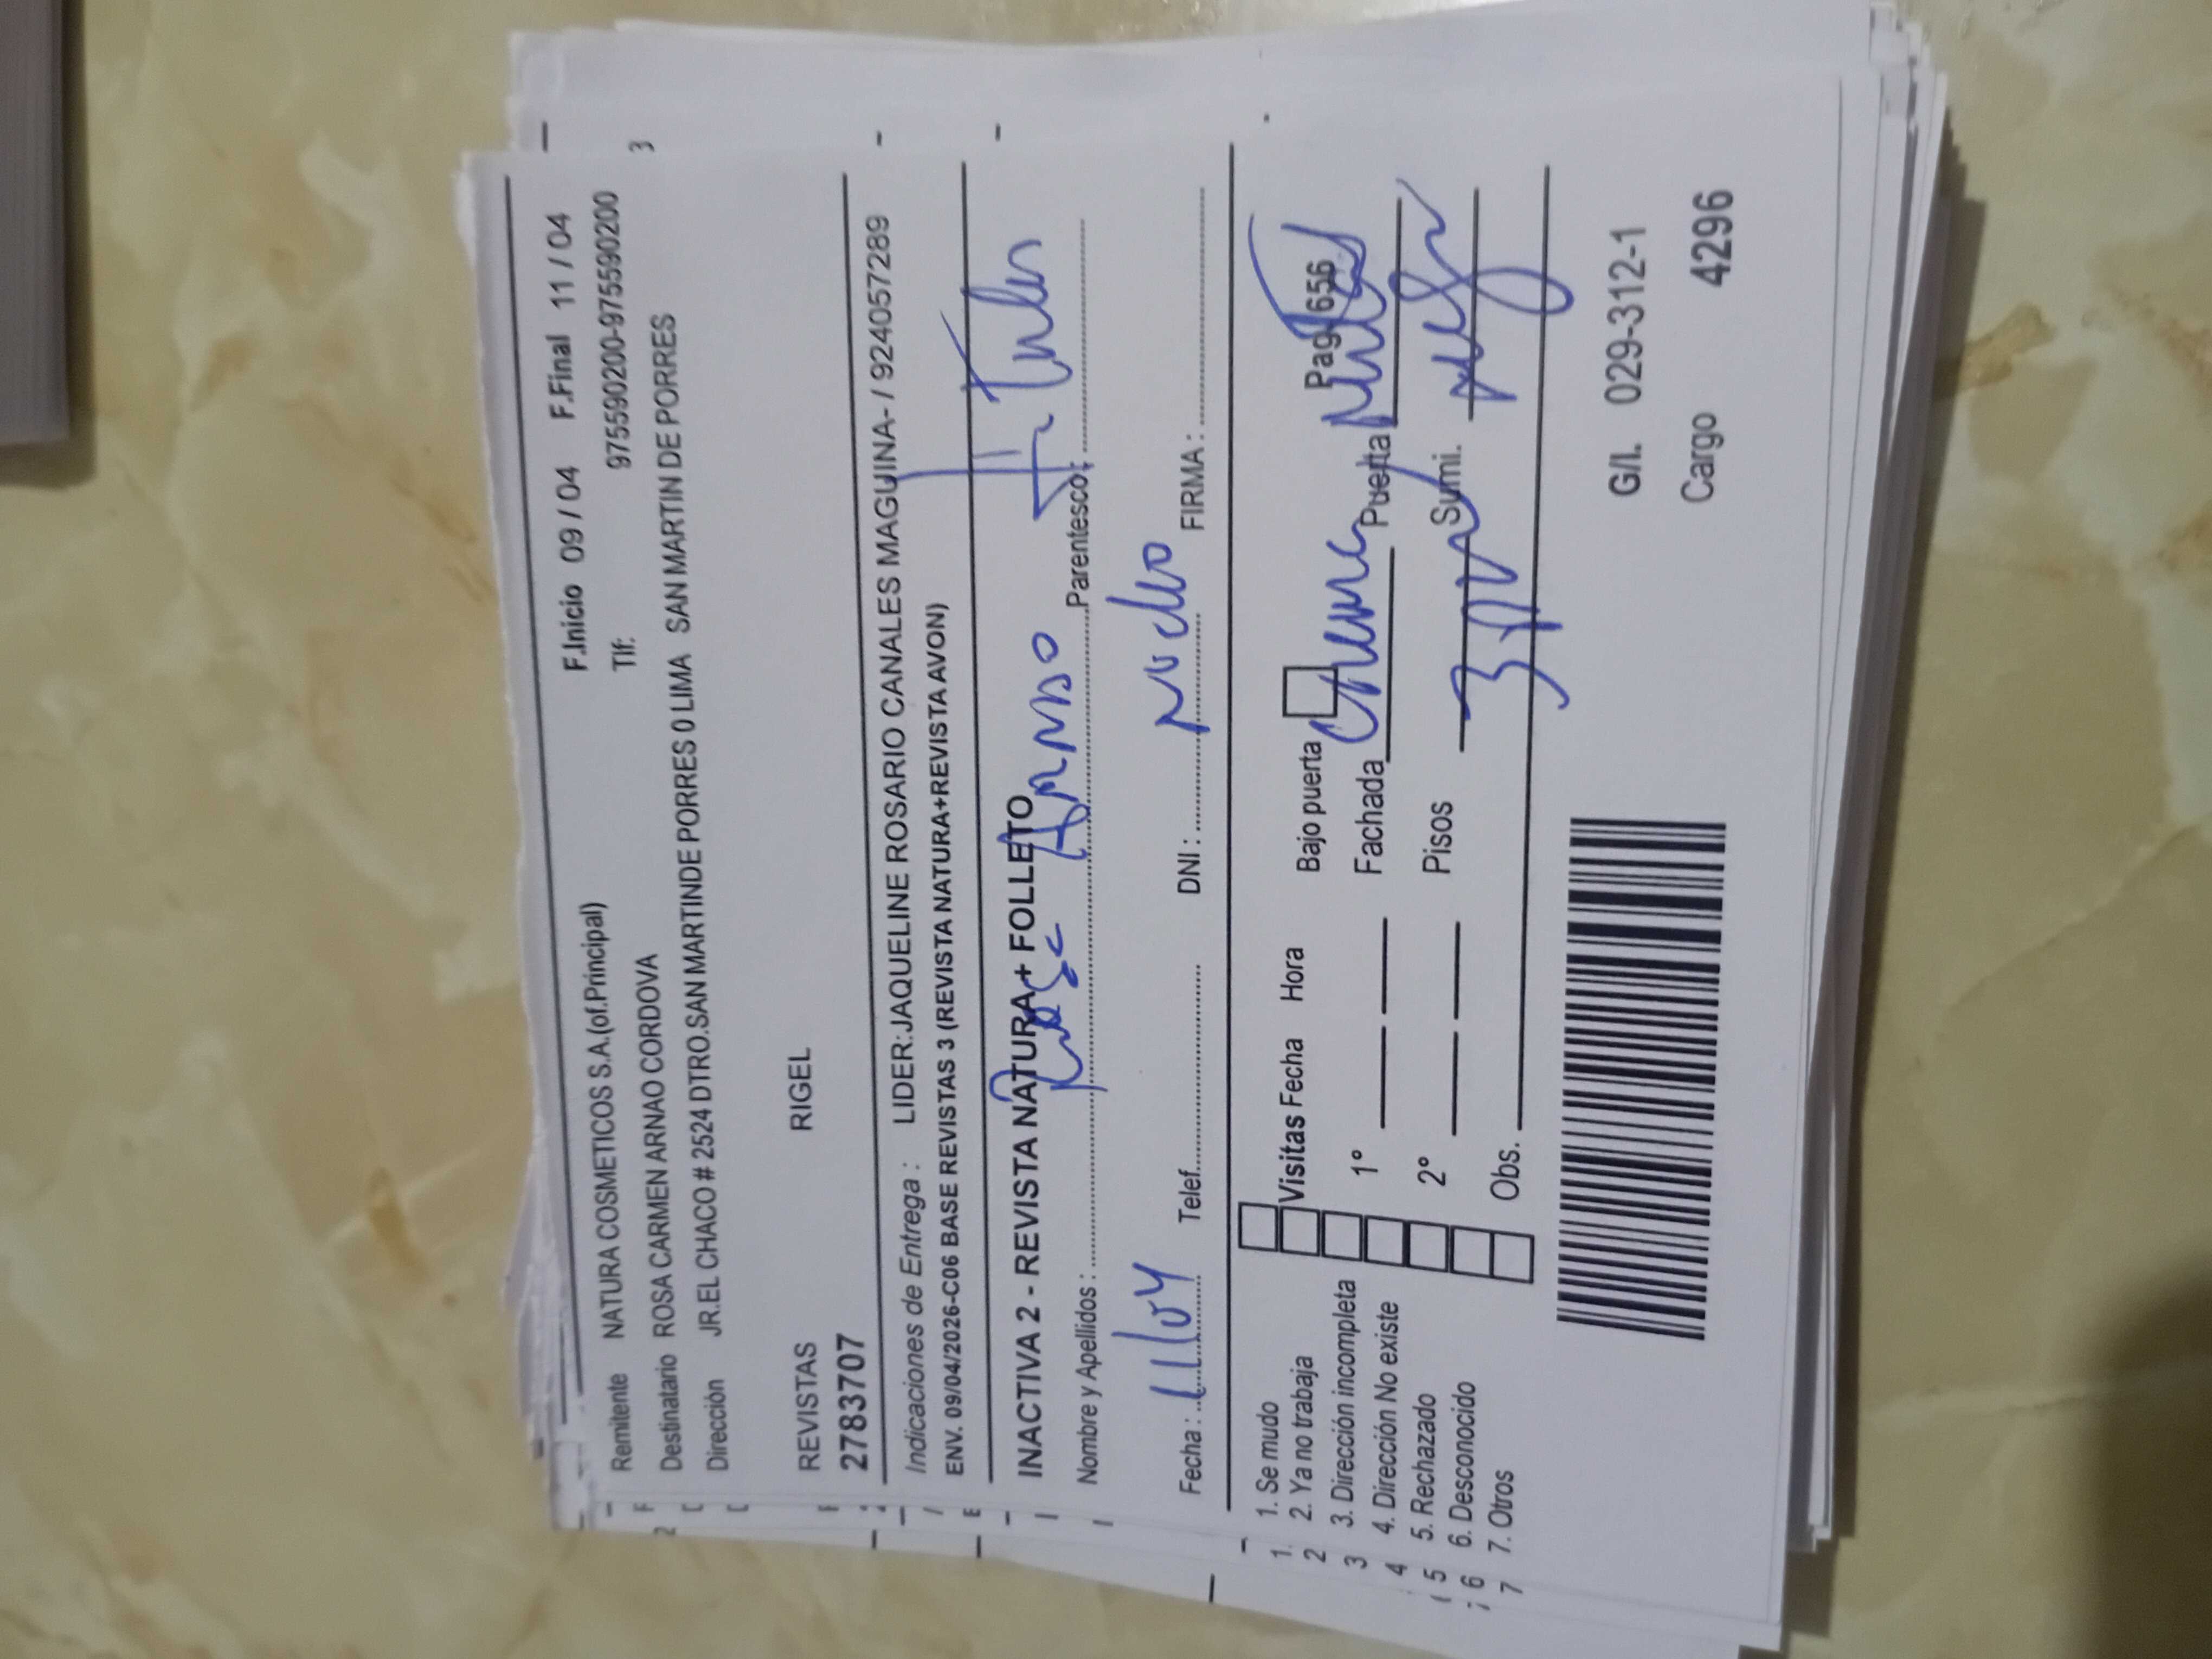 F.Inicio 09 / 04 F.Final 11 / 04
Remitente NATURA COSMETICOS S.A.(of.Principal) Tlf: 975590200-975590200
Destinatario ROSA CARMEN ARNAO CORDOVA
Dirección JR.EL CHACO # 2524 DTRO.SAN MARTINDE PORRES 0 LIMA SAN MARTIN DE PORRES
REVISTAS RIGEL
2783707
Indicaciones de Entrega : LIDER:JAQUELINE ROSARIO CANALES MAGUINA- / 924057289
ENV. 09/04/2026-C06 BASE REVISTAS 3 (REVISTA NATURA+REVISTA AVON)
INACTIVA 2 - REVISTA NATURA+ FOLLETO
Nombre y Apellidos : Rosa Arnao Parentesco:
Fecha : 11/04 Telef. DNI : FIRMA :
1. Se mudo
2. Ya no trabaja Visitas Fecha Hora Bajo puerta Pag. 656
3. Dirección incompleta 1° Fachada Puerta
4. Dirección No existe
5. Rechazado 2° Pisos 3 Sumi.
6. Desconocido
7. Otros Obs.
G/I. 029-312-1
Cargo 4296